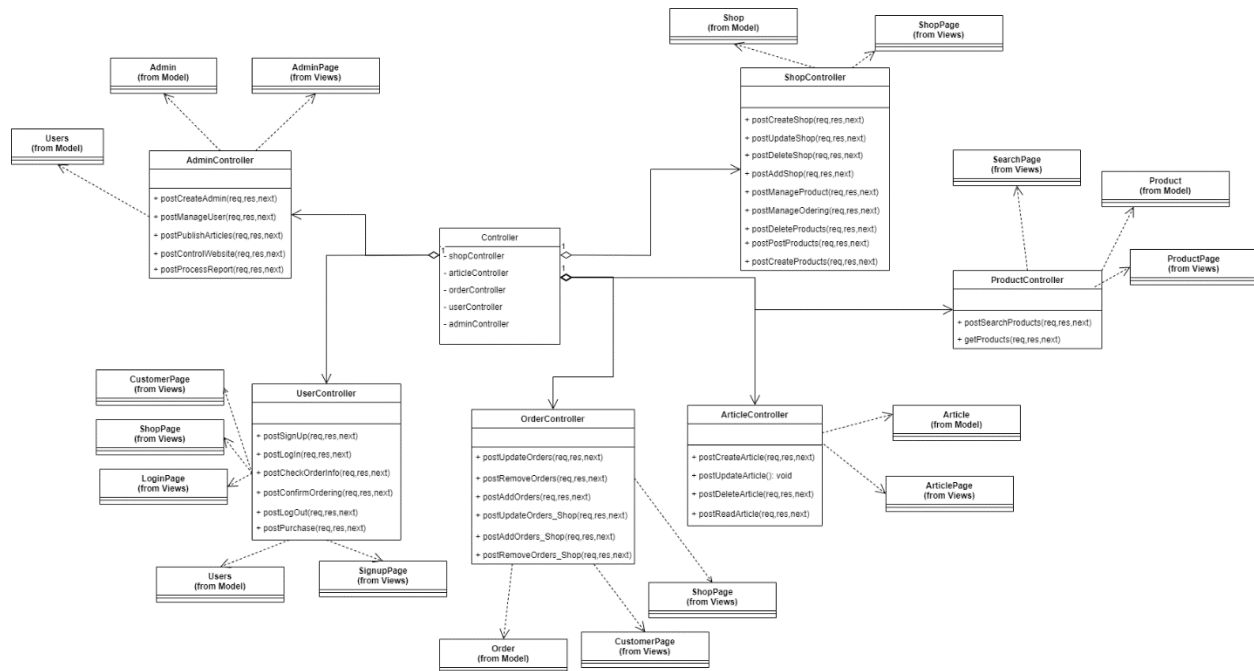 Shop
(from Model)
ShopPage
(from Views)
Admin
(from Model)
AdminPage
(from Views)
ShopController
+ postCreateShop(req,res,next)
+ postUpdateShop(req,res,next)
+ postDeleteShop(req,res,next)
+ postAddShop(req,res,next)
+ postManageProduct(req,res,next)
+ postManageOdering(req,res,next)
+ postDeleteProducts(req,res,next)
+ postPostProducts(req,res,next)
+ postCreateProducts(req,res,next)
Users
(from Model)
AdminController
+ postCreateAdmin(req,res,next)
+ postManageUser(req,res,next)
+ postPublishArticles(req,res,next)
+ postControlWebsite(req,res,next)
+ postProcessReport(req,res,next)
SearchPage
(from Views)
Product
(from Model)
ProductPage
(from Views)
Controller
- shopController
- articleController
- orderController
- userController
- adminController
1
1
1
ProductController
+ postSearchProducts(req,res,next)
+ getProducts(req,res,next)
CustomerPage
(from Views)
ShopPage
(from Views)
LoginPage
(from Views)
UserController
+ postSignUp(req,res,next)
+ postLogIn(req,res,next)
+ postCheckOrderInfo(req,res,next)
+ postConfirmOrdering(req,res,next)
+ postLogOut(req,res,next)
+ postPurchase(req,res,next)
OrderController
+ postUpdateOrders(req,res,next)
+ postRemoveOrders(req,res,next)
+ postAddOrders(req,res,next)
+ postUpdateOrders_Shop(req,res,next)
+ postAddOrders_Shop(req,res,next)
+ postRemoveOrders_Shop(req,res,next)
ArticleController
+ postCreateArticle(req,res,next)
+ postUpdateArticle(): void
+ postDeleteArticle(req,res,next)
+ postReadArticle(req,res,next)
Article
(from Model)
ArticlePage
(from Views)
Users
(from Model)
SignupPage
(from Views)
ShopPage
(from Views)
Order
(from Model)
CustomerPage
(from Views)